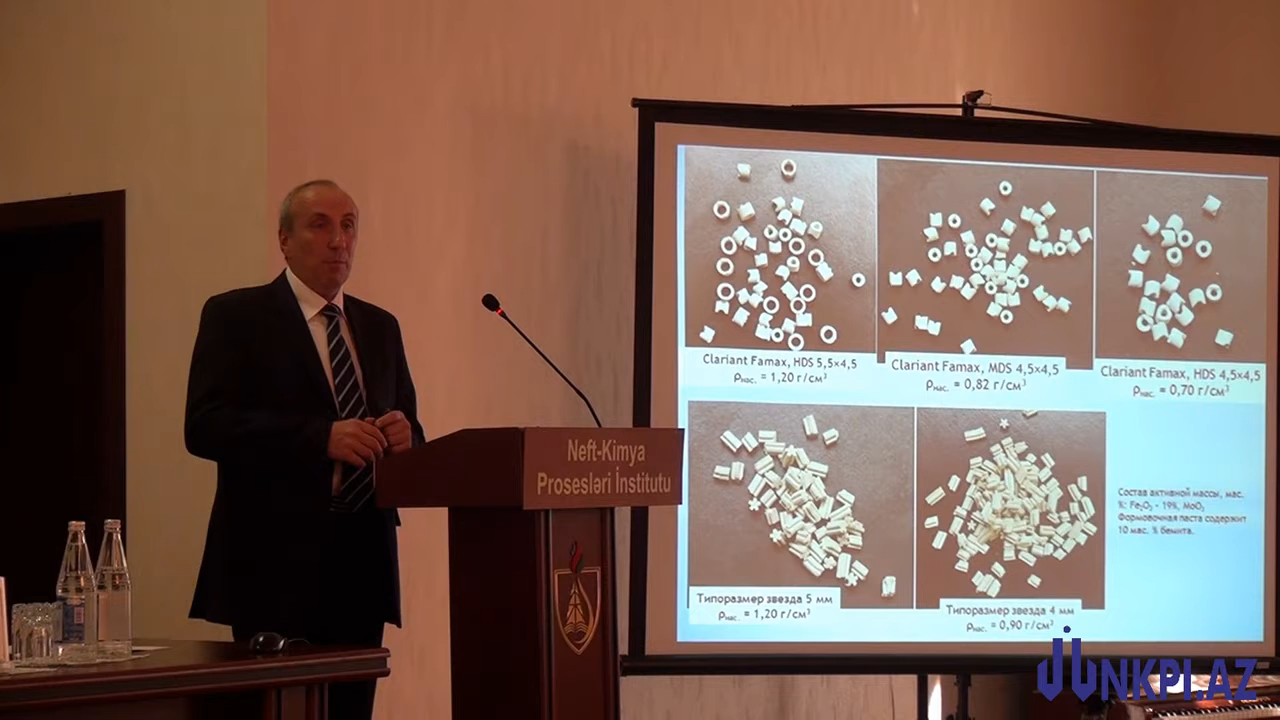 Clariant Famax, HDS 5,5×4,5
ρнас. = 1,20 г/см³
Clariant Famax, MDS 4,5×4,5
ρнас. = 0,82 г/см³
Clariant Famax, HDS 4,5×4,5
ρнас. = 0,70 г/см³
Типоразмер звезда 5 мм
ρнас. = 1,20 г/см³
Типоразмер звезда 4 мм
ρнас. = 0,90 г/см³
Состав активной массы, мас.
%: Fe₂O₃ - 19%, MoO₃
Формовочная паста содержит
10 мас. % бемита.
Neft-Kimya
Prosesləri İnstitutu
JUNKPI.AZ